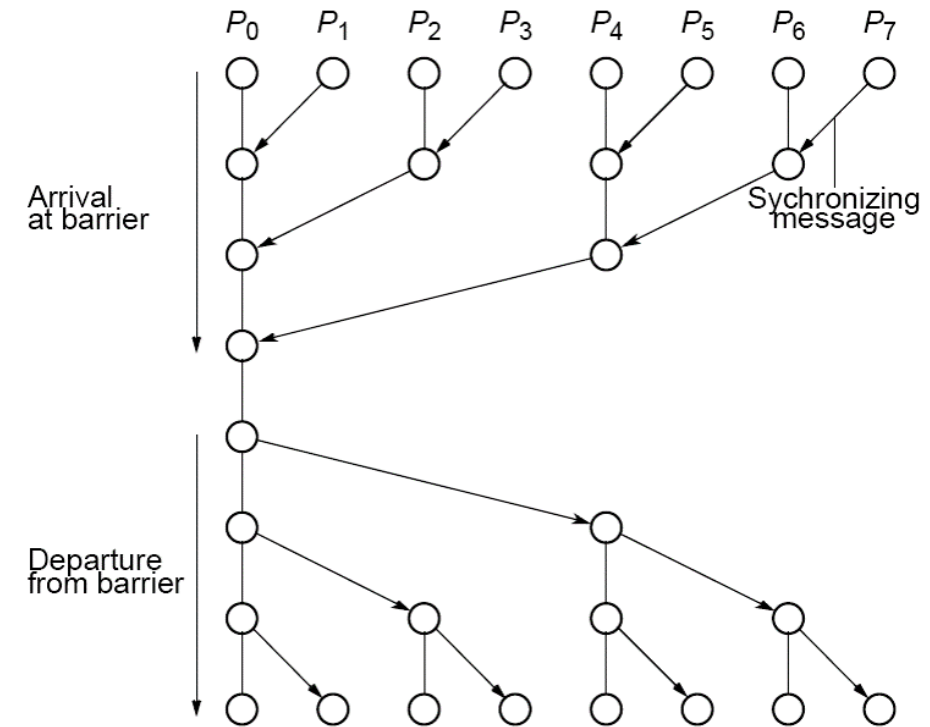 P0 P1 P2 P3 P4 P5 P6 P7
Arrival
at barrier
Sychronizing
message
Departure
from barrier